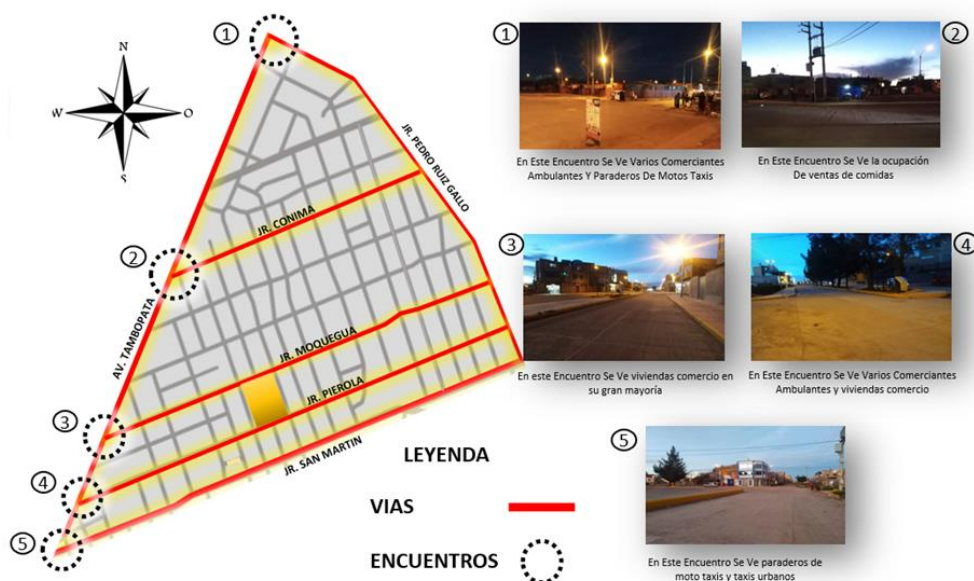 N
W
O
S
1
2
3
4
5
AV. TAMBOPATA
JR. PEDRO RUIZ GALLO
JR. CONIMA
JR. MOQUEGUA
JR. PIEROLA
JR. SAN MARTIN
LEYENDA
VIAS
ENCUENTROS
1
En Este Encuentro Se Ve Varios Comerciantes
Ambulantes Y Paraderos De Motos Taxis
2
En Este Encuentro Se Ve la ocupación
De ventas de comidas
3
En este Encuentro Se Ve viviendas comercio en
su gran mayoría
4
En Este Encuentro Se Ve Varios Comerciantes
Ambulantes y viviendas comercio
5
En Este Encuentro Se Ve paraderos de
moto taxis y taxis urbanos